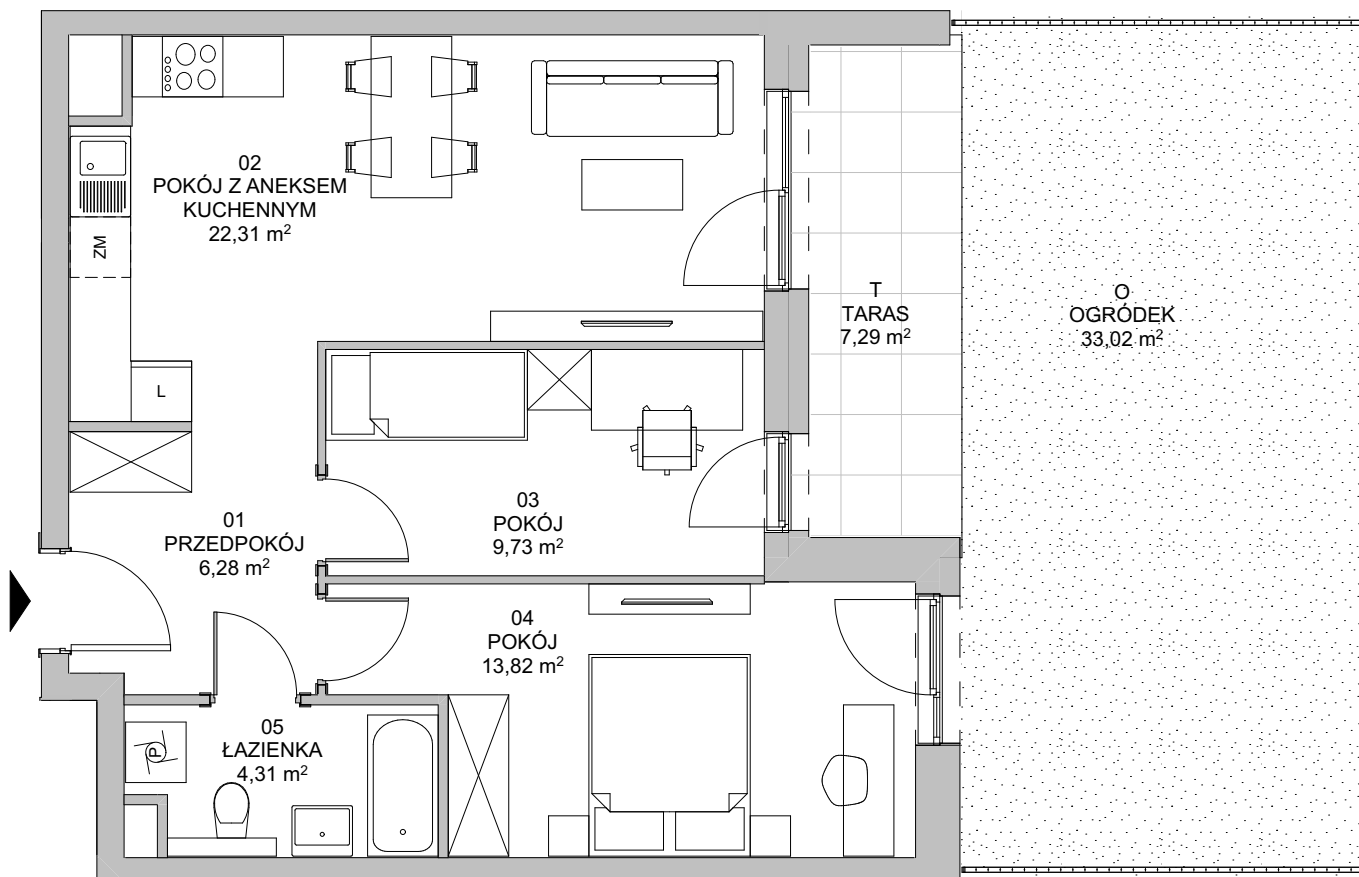 02
POKÓJ Z ANEKSEM
KUCHENNYM
22,31 m²
ZM
L
T
TARAS
7,29 m²
O
OGRÓDEK
33,02 m²
01
PRZEDPOKÓJ
6,28 m²
03
POKÓJ
9,73 m²
04
POKÓJ
13,82 m²
05
ŁAZIENKA
4,31 m²
P